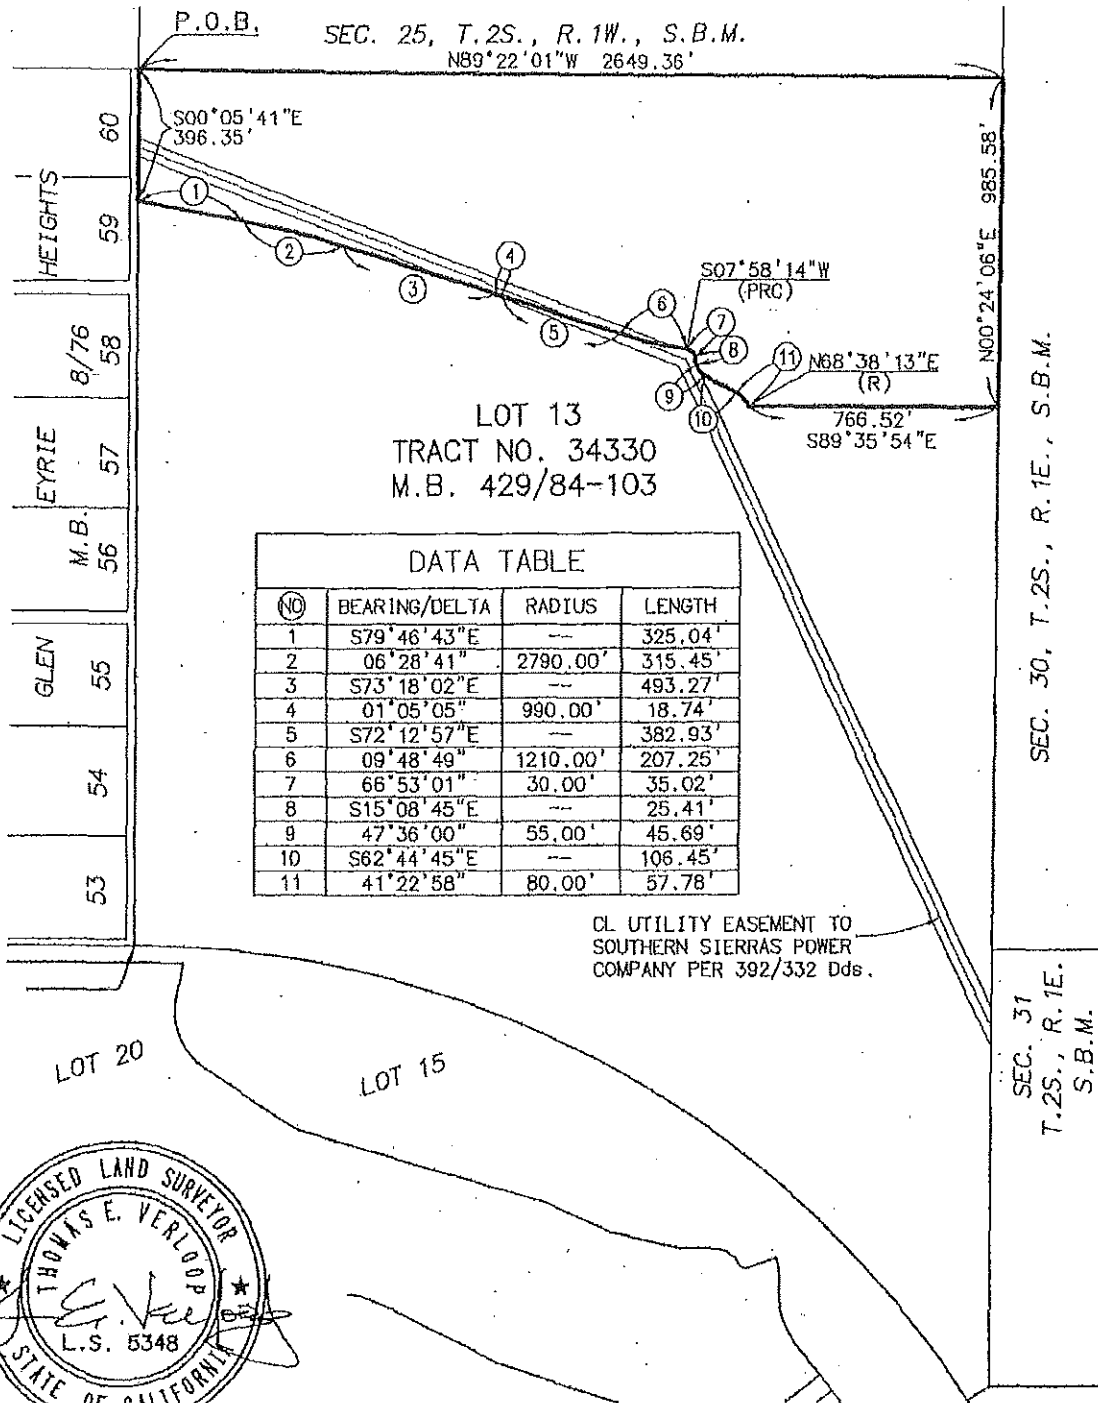 P.O.B.
SEC. 25, T.2S., R.1W., S.B.M.
N89°22'01"W 2649.36'
S00°05'41"E
396.35'
N00°24'06"E 985.58'
60
59
HEIGHTS
8/76
58
57
EYRIE
M.B.
56
GLEN
55
54
53
1
2
3
4
5
6
7
8
9
10
11
S07°58'14"W
(PRC)
N68°38'13"E
(R)
766.52'
S89°35'54"E
SEC. 30, T.2S., R.1E., S.B.M.
LOT 13
TRACT NO. 34330
M.B. 429/84-103
DATA TABLE
NO BEARING/DELTA RADIUS LENGTH
1 S79°46'43"E -- 325.04'
2 06°28'41" 2790.00' 315.45'
3 S73°18'02"E -- 493.27'
4 01°05'05" 990.00' 18.74'
5 S72°12'57"E -- 382.93'
6 09°48'49" 1210.00' 207.25'
7 66°53'01" 30.00' 35.02'
8 S15°08'45"E -- 25.41'
9 47°36'00" 55.00' 45.69'
10 S62°44'45"E -- 106.45'
11 41°22'58" 80.00' 57.78'
CL UTILITY EASEMENT TO
SOUTHERN SIERRAS POWER
COMPANY PER 392/332 Dds.
SEC. 31
T.2S., R.1E.
S.B.M.
LOT 20
LOT 15
LICENSED LAND SURVEYOR
THOMAS E. VERLOOP
L.S. 5348
STATE OF CALIFORNIA